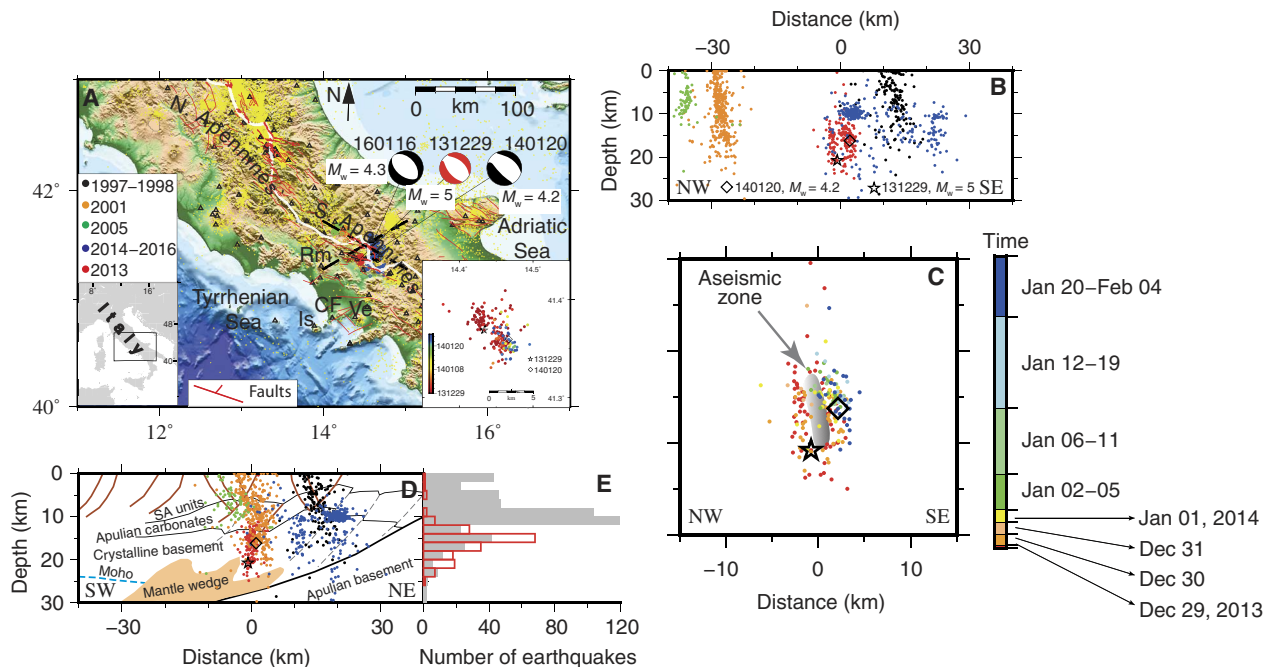 A
N
N Apennines
0 100
km
160116 131229 140120
Mw = 4.3
Mw = 5
Mw = 4.2
42°
40°
12° 14° 16°
1997–1998
2001
2005
2014–2016
2013
S Apennines
Adriatic
Sea
Rm
CF Ve
Is
Tyrrhenian
Sea
8° 16°
48
40
Italy
Faults
14.4° 14.5°
41.4°
41.3°
140120
140108
131229
131229
140120
0 km 5
Distance (km)
−30 0 30
B
Depth (km)
0
10
20
30
NW
140120, Mw = 4.2
131229, Mw = 5
SE
C
Aseismic
zone
NW SE
−10 0 10
Distance (km)
Time
Jan 20–Feb 04
Jan 12–19
Jan 06–11
Jan 02–05
Jan 01, 2014
Dec 31
Dec 30
Dec 29, 2013
D
Depth (km)
0
10
20
30
SA units
Apulian carbonates
Crystalline basement
Moho
Mantle wedge
Apulian basement
SW NE
−30 0 30
Distance (km)
E
0 40 80 120
Number of earthquakes